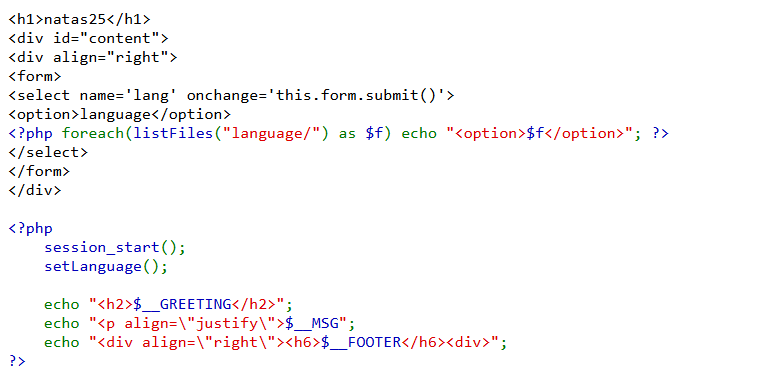 <h1>natas25</h1>
<div id="content">
<div align="right">
<form>
<select name='lang' onchange='this.form.submit()'>
<option>language</option>
<?php foreach(listFiles("language/") as $f) echo "<option>$f</option>"; ?>
</select>
</form>
</div>

<?php
    session_start();
    setLanguage();

    echo "<h2>$__GREETING</h2>";
    echo "<p align=\"justify\">$__MSG";
    echo "<div align=\"right\"><h6>$__FOOTER</h6><div>";
?>